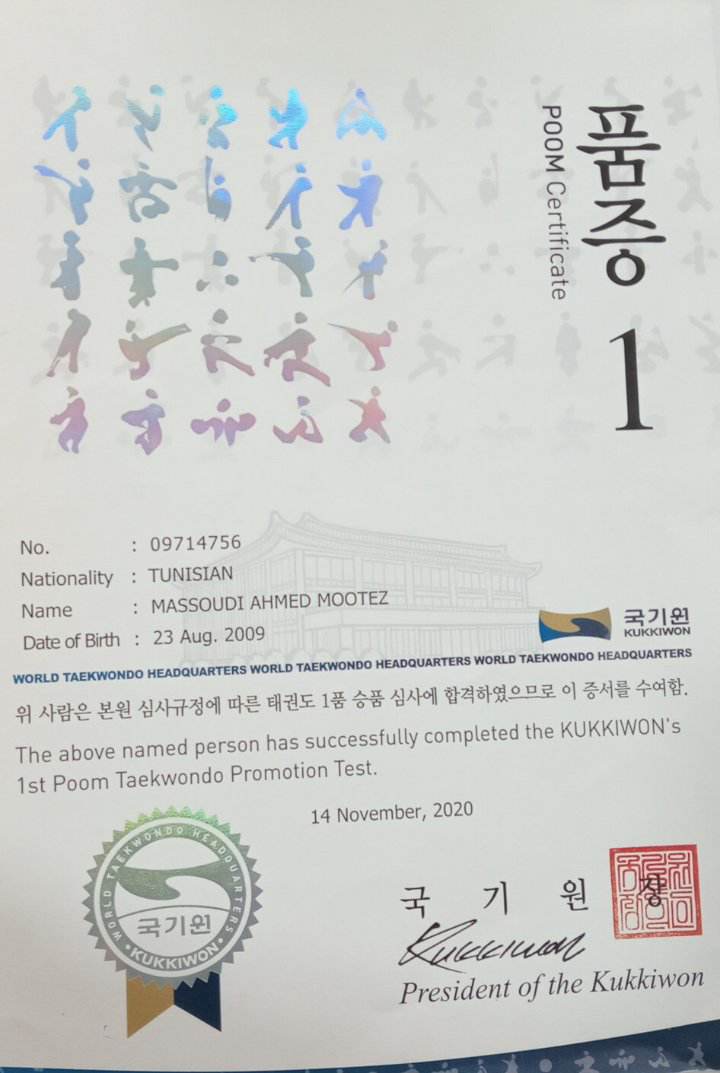 품증
POOM Certificate
1
No. : 09714756
Nationality : TUNISIAN
Name : MASSOUDI AHMED MOOTEZ
Date of Birth : 23 Aug. 2009
국기원
KUKKIWON
WORLD TAEKWONDO HEADQUARTERS WORLD TAEKWONDO HEADQUARTERS WORLD TAEKWONDO HEADQUARTERS
위 사람은 본원 심사규정에 따른 태권도 1품 승품 심사에 합격하였으므로 이 증서를 수여함.
The above named person has successfully completed the KUKKIWON's
1st Poom Taekwondo Promotion Test.
14 November, 2020
WORLD TAEKWONDO HEADQUARTERS
국기원
KUKKIWON
국 기 원 장
Kukkiwon
President of the Kukkiwon